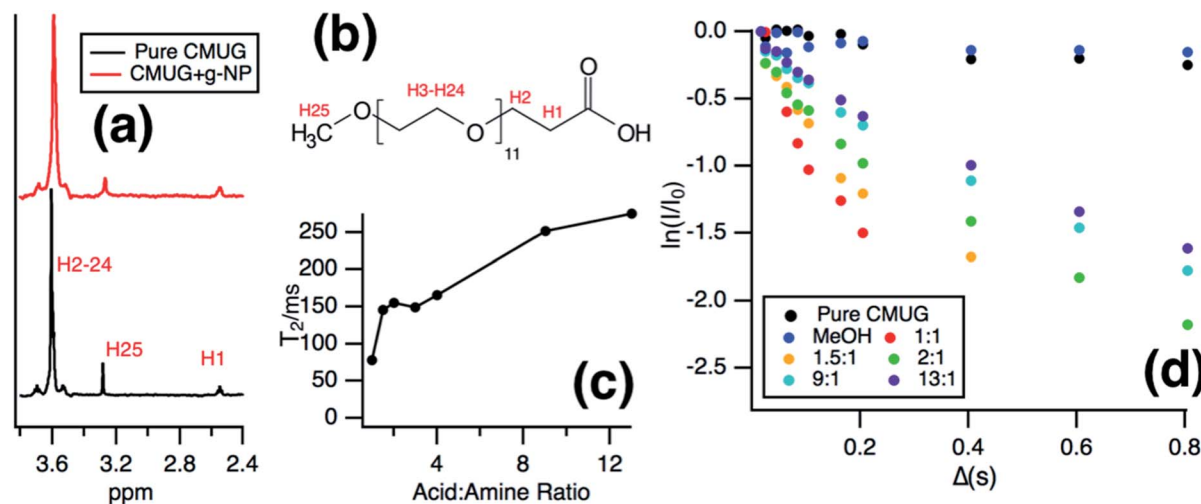 Pure CMUG
CMUG+g-NP
(a)
H2-24
H25
H1
3.6 3.2 2.8 2.4
ppm
(b)
H3-H24
H2
H1
H25
O
O
O
H3C
OH
11
250
200
150
100
50
0
T2/ms
4 8 12
Acid:Amine Ratio
(c)
0.0
-0.5
-1.0
-1.5
-2.0
-2.5
ln(I/I0)
Pure CMUG
MeOH 1:1
1.5:1 2:1
9:1 13:1
(d)
0.2 0.4 0.6 0.8
Δ(s)